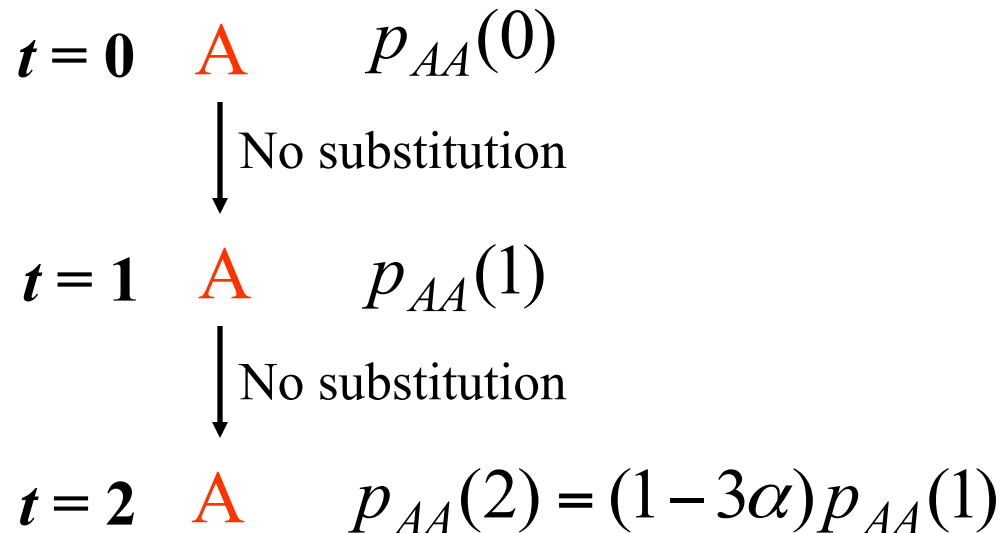 t = 0 A p_AA(0)
No substitution
t = 1 A p_AA(1)
No substitution
t = 2 A p_AA(2) = (1 − 3α)p_AA(1)